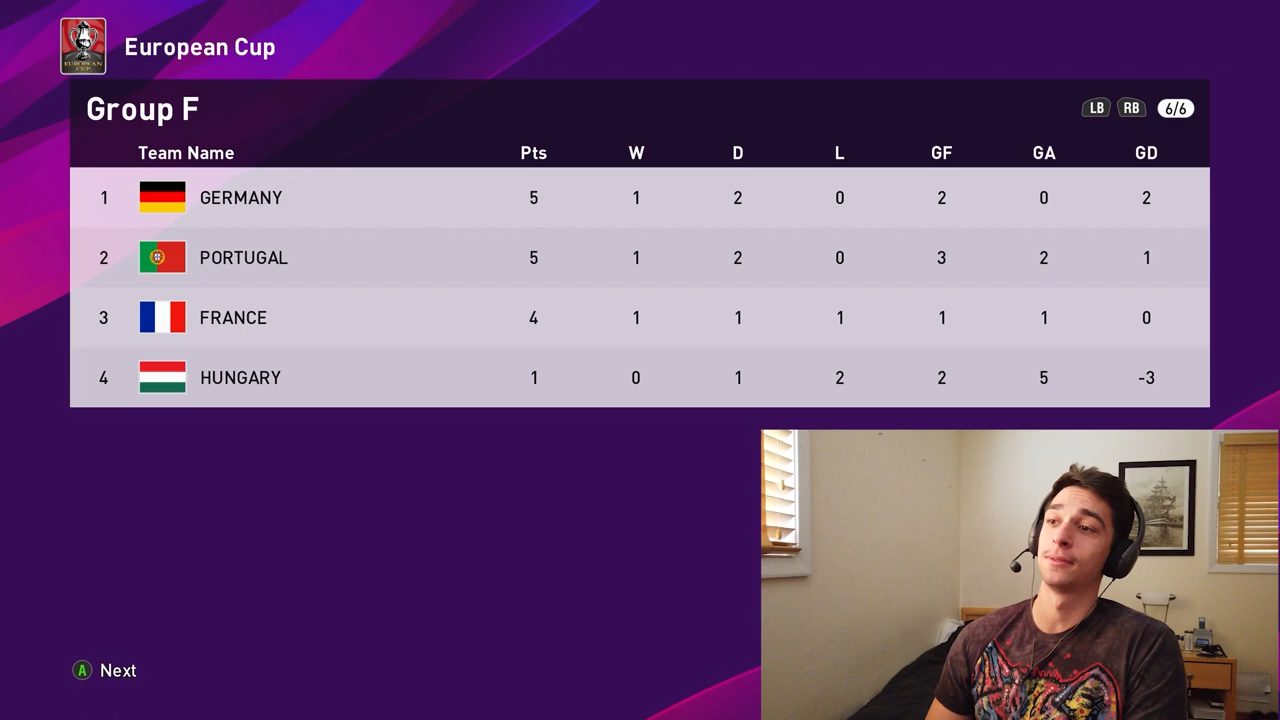 European Cup
EUROPEAN
CUP
Group F
LB RB 6/6
Team Name Pts W D L GF GA GD
1 GERMANY 5 1 2 0 2 0 2
2 PORTUGAL 5 1 2 0 3 2 1
3 FRANCE 4 1 1 1 1 1 0
4 HUNGARY 1 0 1 2 2 5 -3
A Next